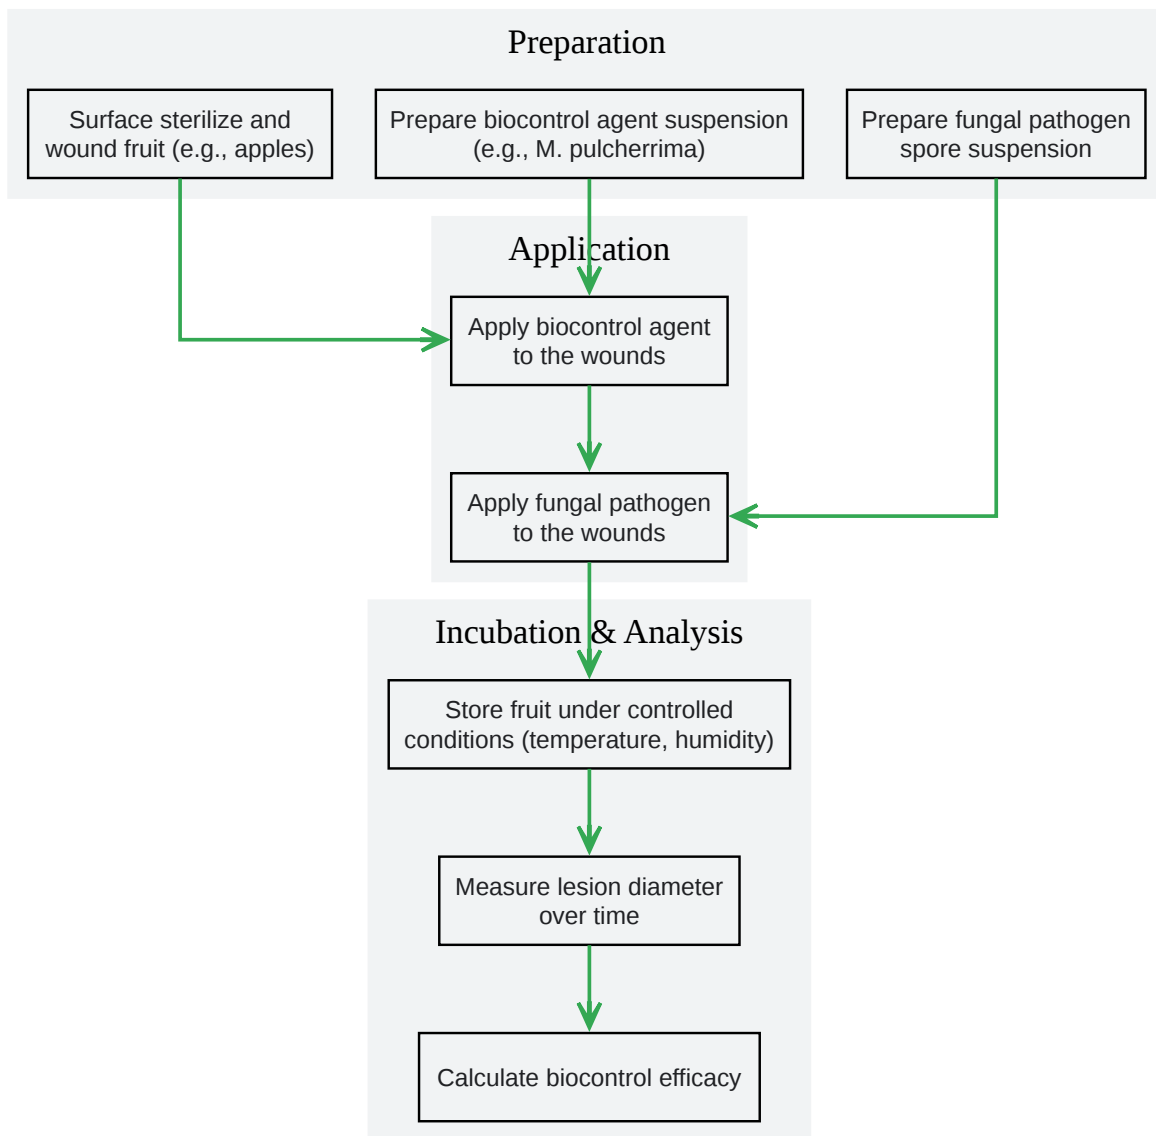 Preparation
Surface sterilize and
wound fruit (e.g., apples)
Prepare biocontrol agent suspension
(e.g., M. pulcherrima)
Prepare fungal pathogen
spore suspension
Application
Apply biocontrol agent
to the wounds
Apply fungal pathogen
to the wounds
Incubation & Analysis
Store fruit under controlled
conditions (temperature, humidity)
Measure lesion diameter
over time
Calculate biocontrol efficacy